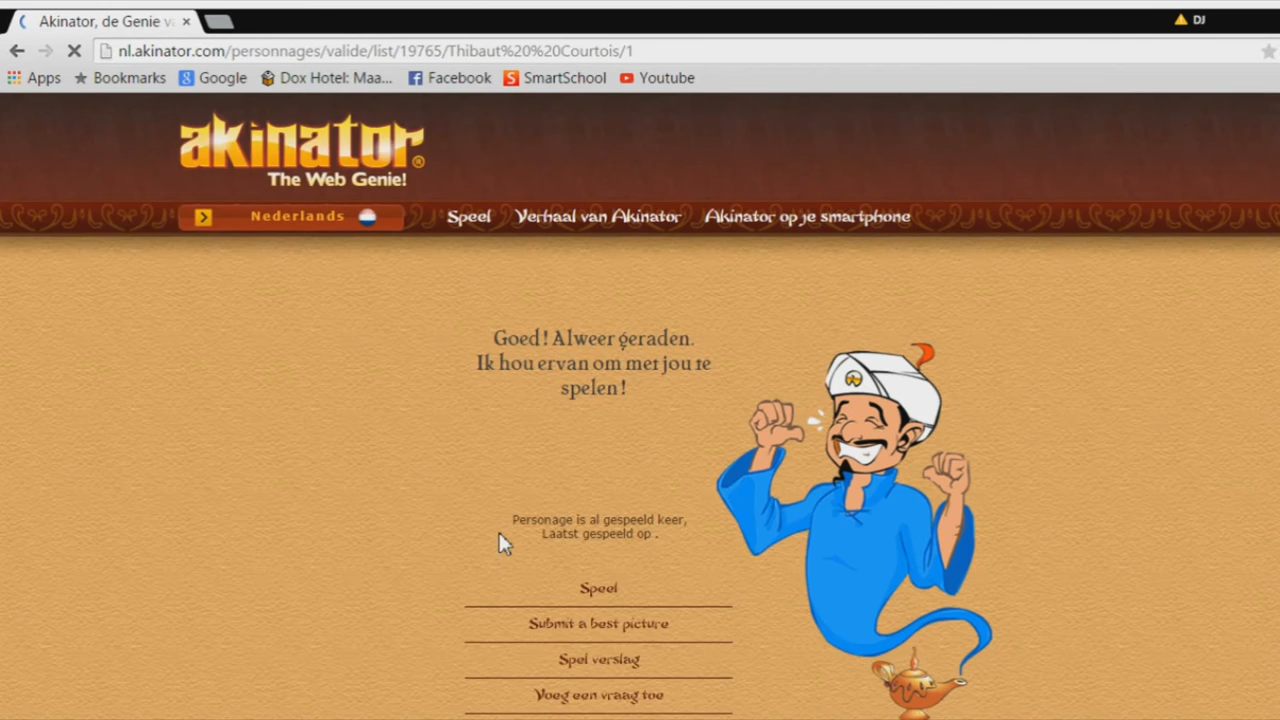 Akinator, de Genie va
DJ
nl.akinator.com/personnages/valide/list/19765/Thibaut%20%20Courtois/1
Apps Bookmarks Google Dox Hotel: Maa... Facebook SmartSchool Youtube
akinator®
The Web Genie!
Nederlands Speel Verhaal van Akinator Akinator op je smartphone
Goed! Alweer geraden.
Ik hou ervan om met jou te
spelen!
Personage is al gespeeld keer,
Laatst gespeeld op .
Speel
Submit a best picture
Spel verslag
Voeg een vraag toe